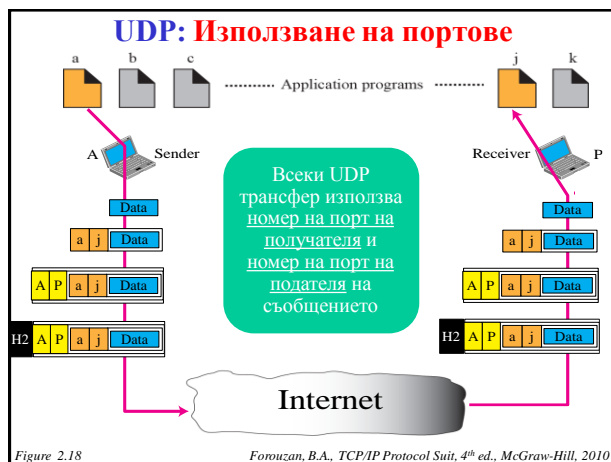 UDP: Използване на портове
a b c Application programs j k
A Sender
Receiver P
Всеки UDP
трансфер използва
номер на порт на
получателя и
номер на порт на
подателя на
съобщението
Data
a j Data
A P a j Data
H2 A P a j Data
Data
a j Data
A P a j Data
H2 A P a j Data
Internet
Figure 2.18 Forouzan, B.A., TCP/IP Protocol Suit, 4th ed., McGraw-Hill, 2010